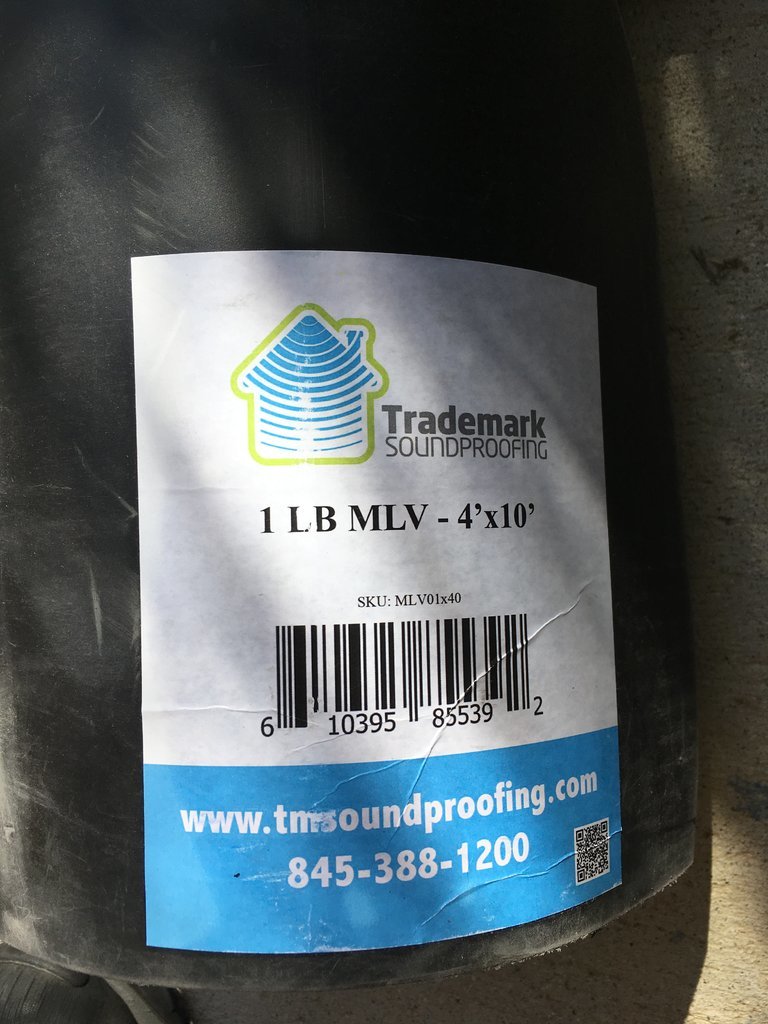 Trademark
SOUNDPROOFING
1 LB MLV - 4'x10'
SKU: MLV01x40
6 10395 85539 2
www.tmsoundproofing.com
845-388-1200